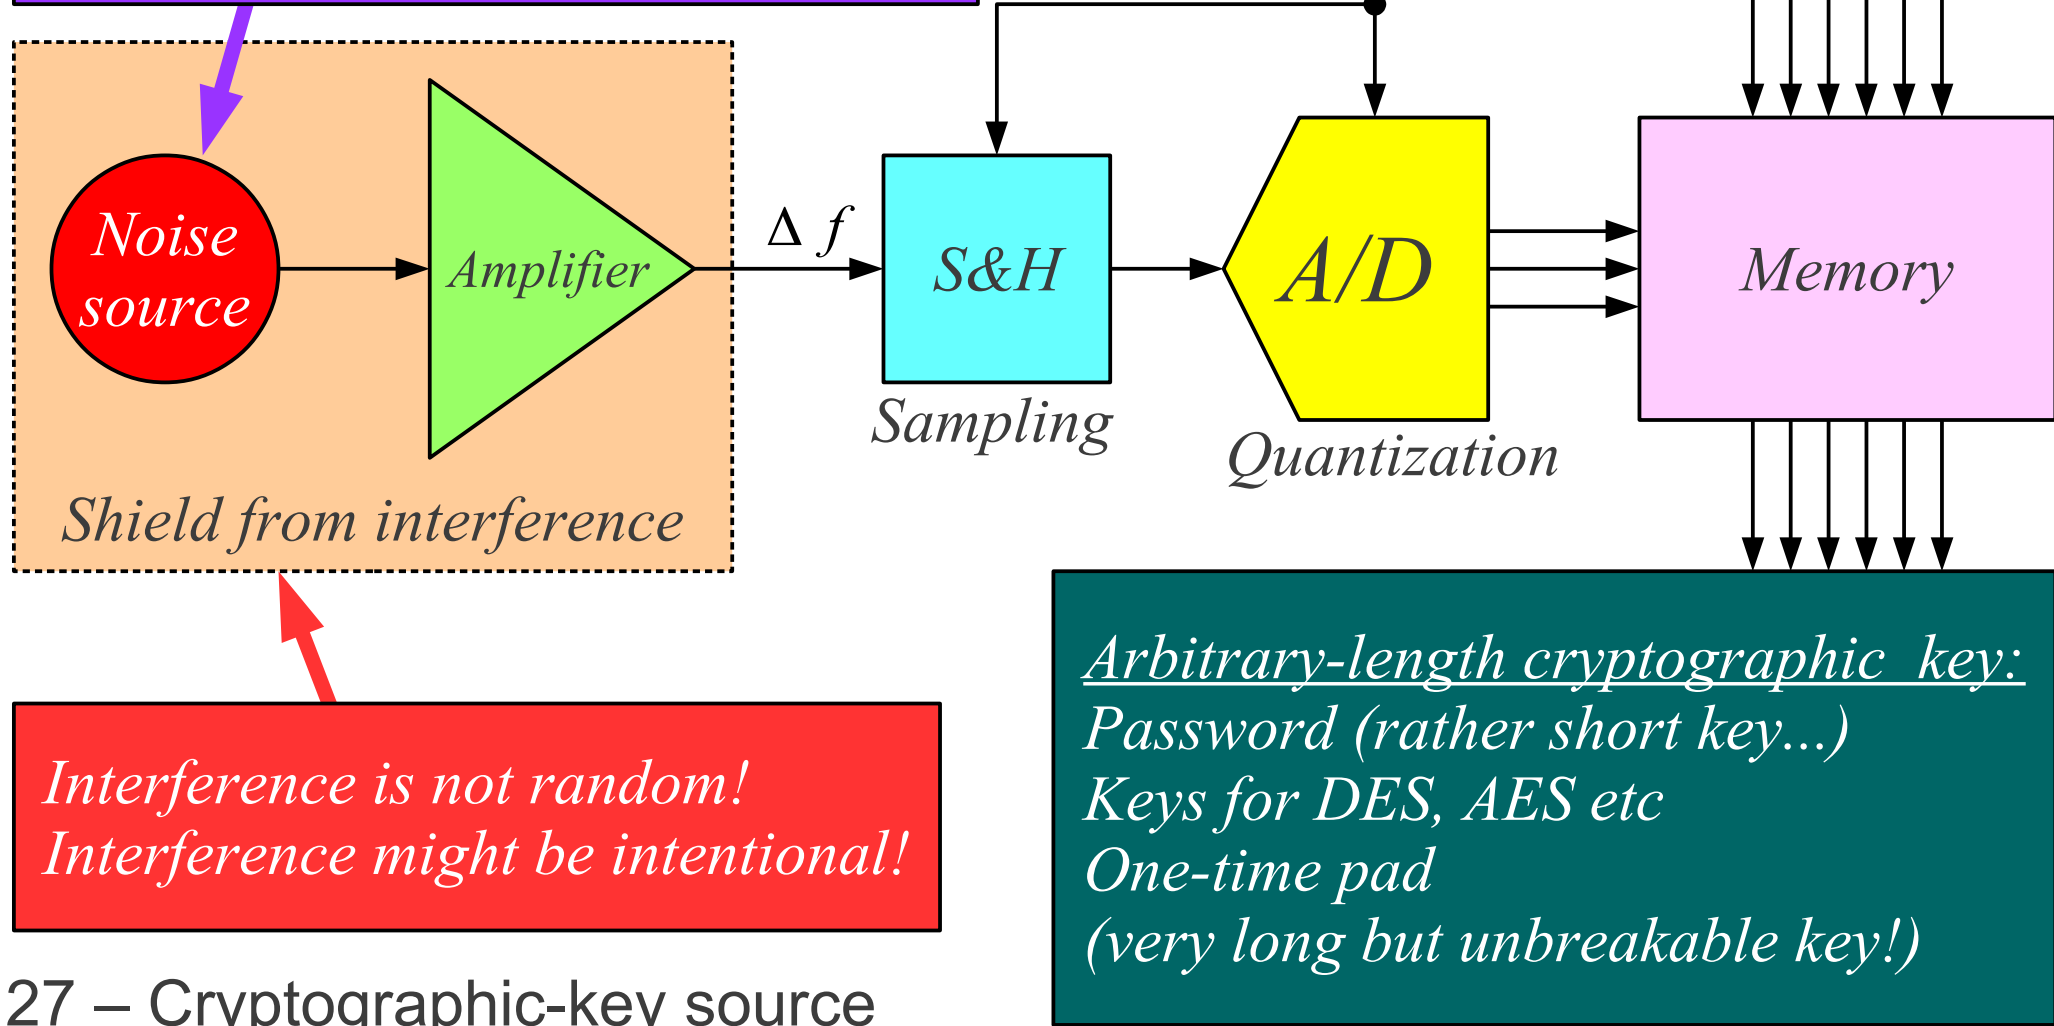 Noise
source
Amplifier
Δ f
S&H
A/D
Memory
Sampling
Quantization
Shield from interference
Interference is not random!
Interference might be intentional!
Arbitrary-length cryptographic key:
Password (rather short key...)
Keys for DES, AES etc
One-time pad
(very long but unbreakable key!)
27 – Cryptographic-key source